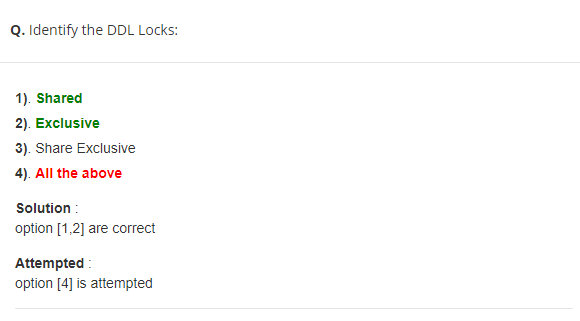 Q. Identify the DDL Locks:
1). Shared
2). Exclusive
3). Share Exclusive
4). All the above
Solution :
option [1,2] are correct
Attempted :
option [4] is attempted